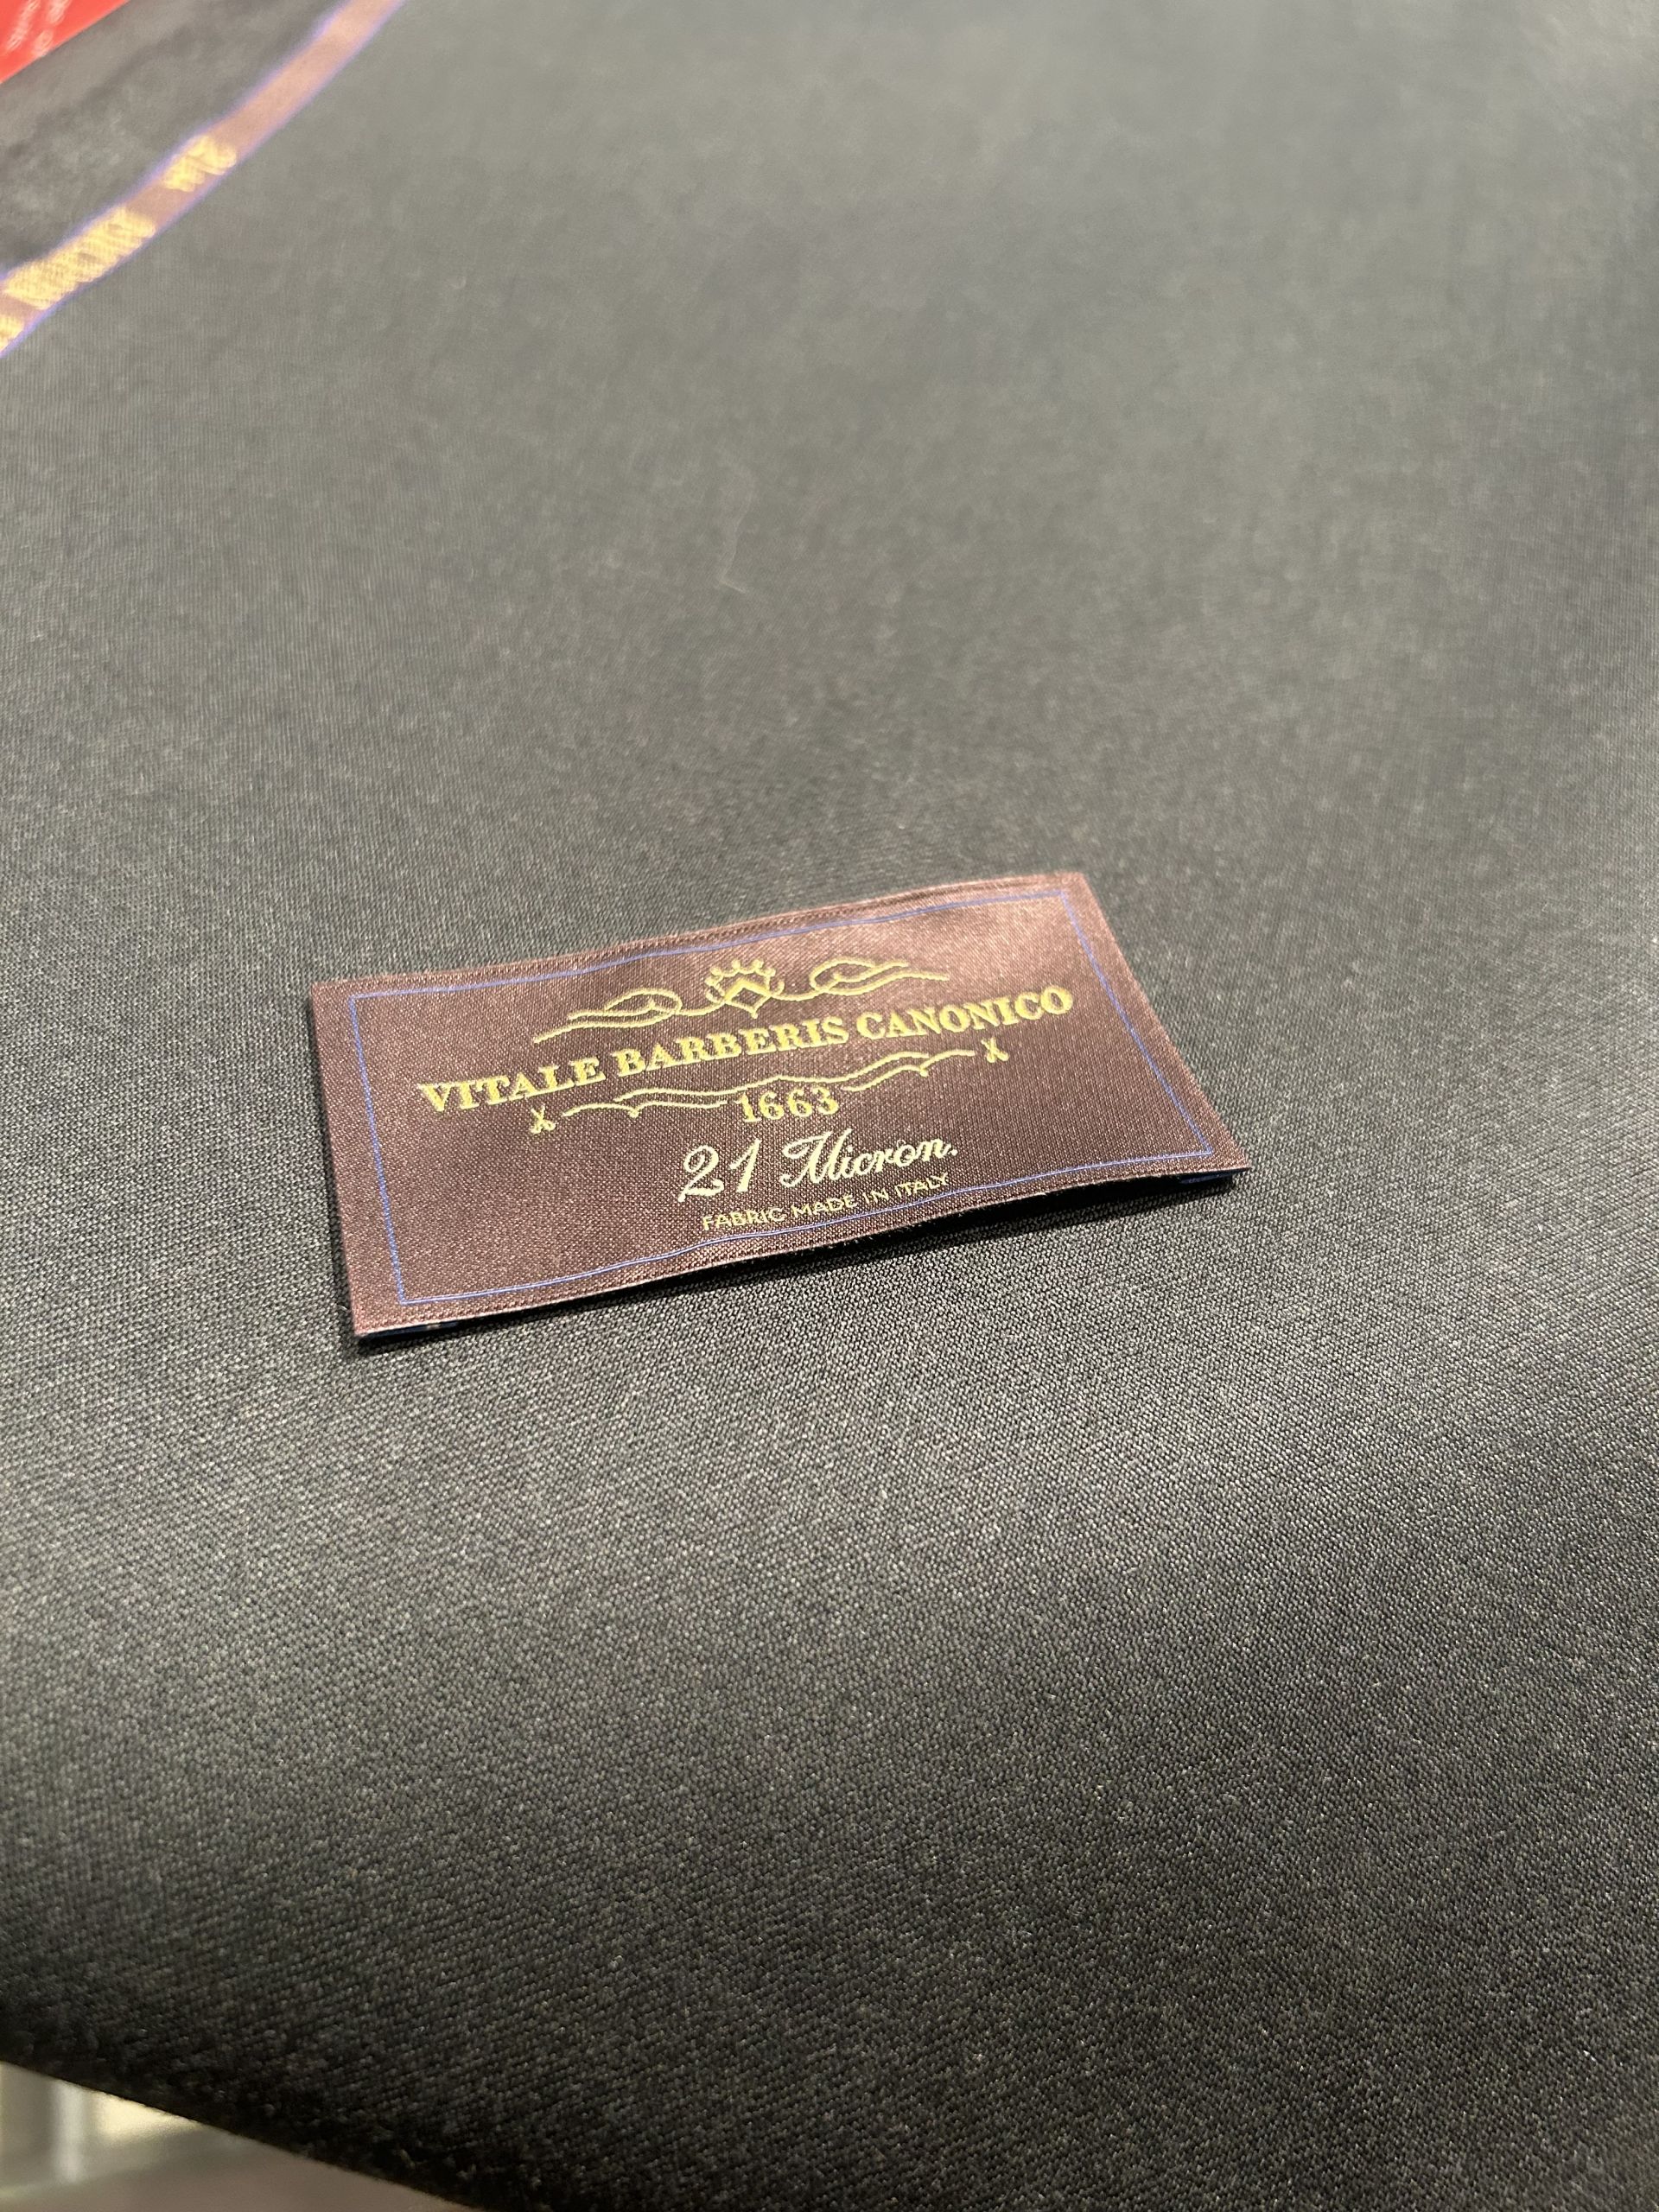 VITALE BARBERIS CANONICO
1663
21 Micron.
FABRIC MADE IN ITALY